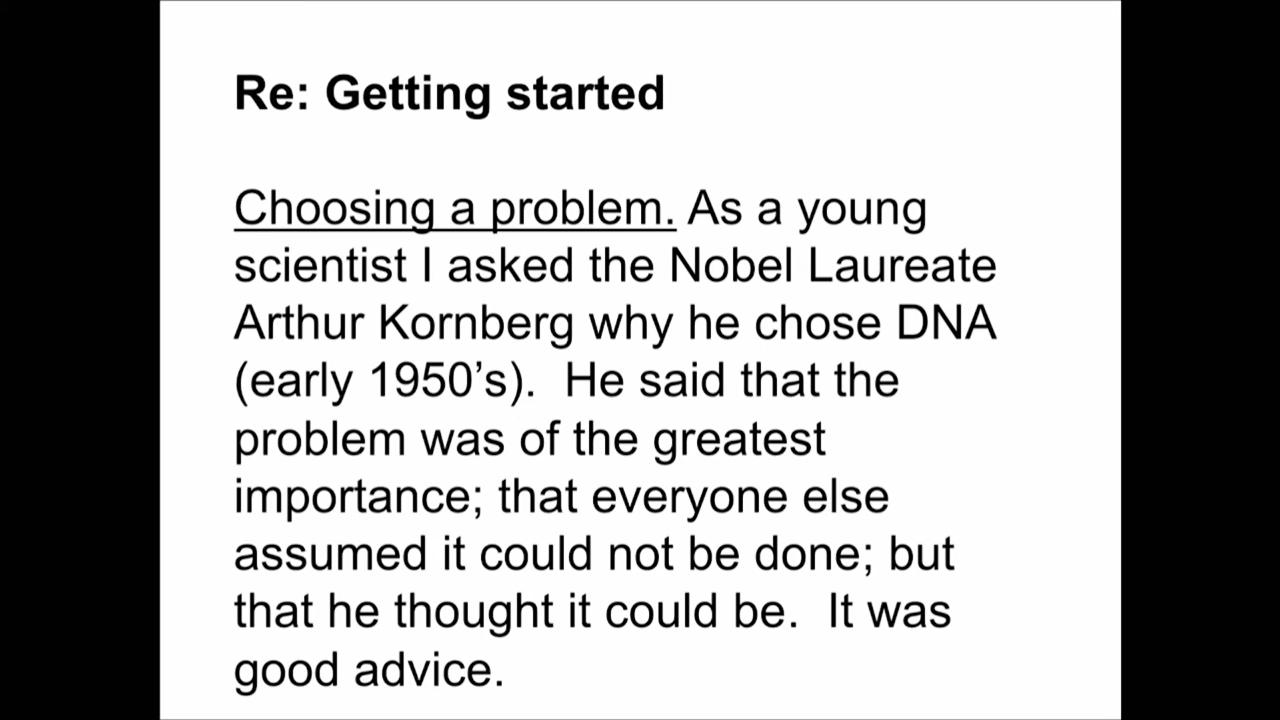 Re: Getting started
Choosing a problem. As a young
scientist I asked the Nobel Laureate
Arthur Kornberg why he chose DNA
(early 1950’s).  He said that the
problem was of the greatest
importance; that everyone else
assumed it could not be done; but
that he thought it could be.  It was
good advice.